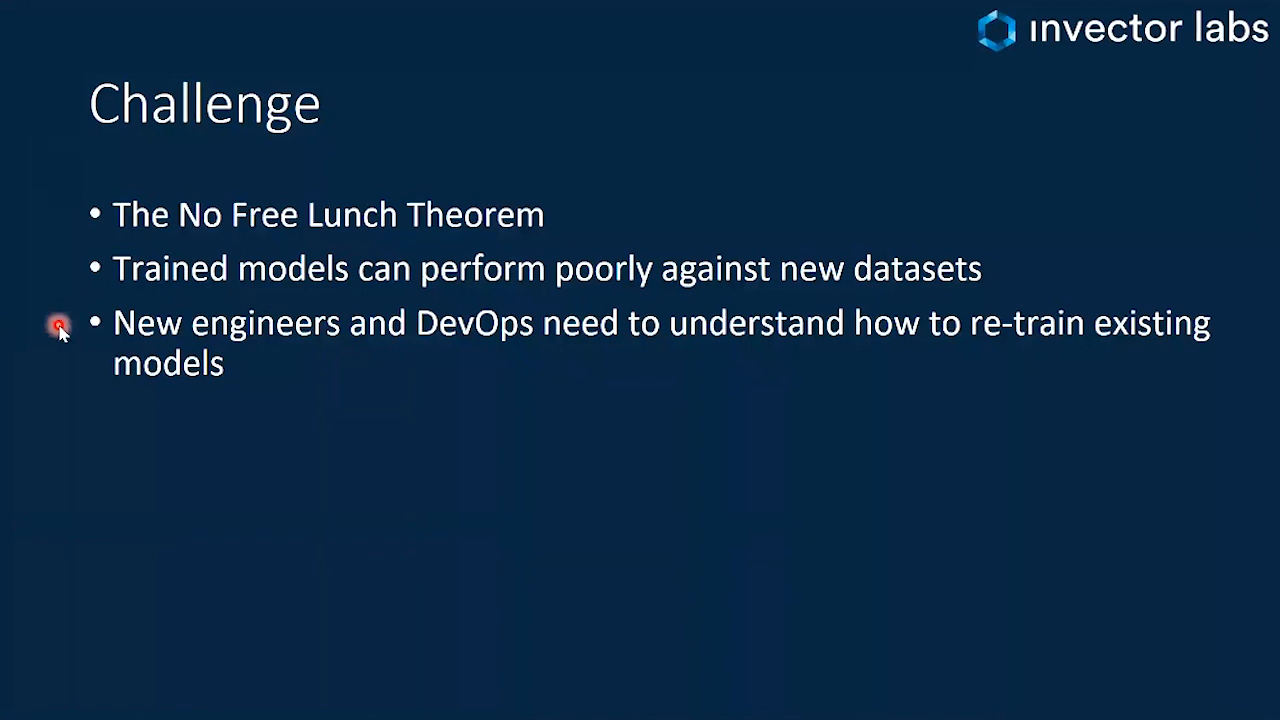 ınvector labs
Challenge
• The No Free Lunch Theorem
• Trained models can perform poorly against new datasets
• New engineers and DevOps need to understand how to re-train existing
models